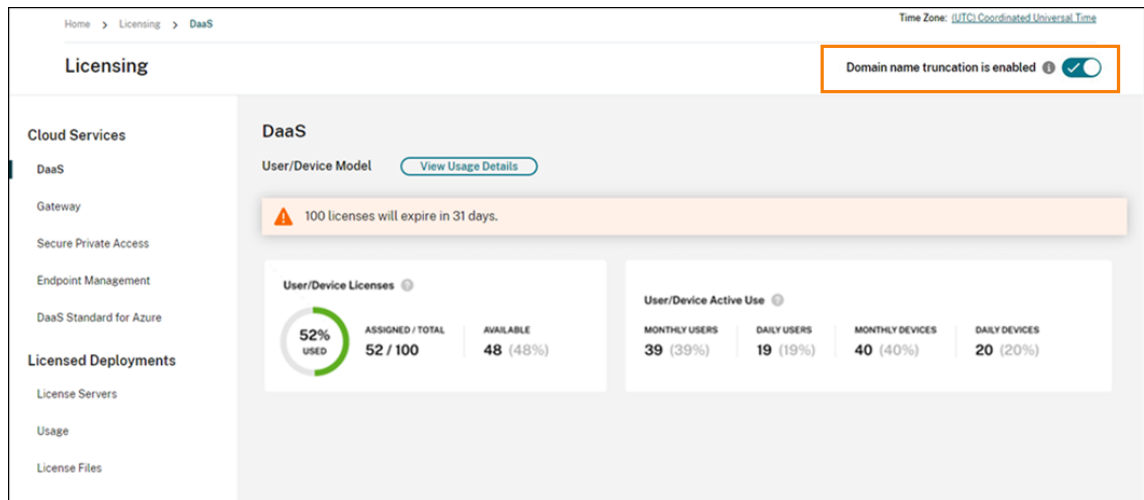 Home > Licensing > DaaS
Time Zone: (UTC) Coordinated Universal Time
Licensing
Domain name truncation is enabled
Cloud Services
DaaS
Gateway
Secure Private Access
Endpoint Management
DaaS Standard for Azure
Licensed Deployments
License Servers
Usage
License Files
DaaS
User/Device Model
View Usage Details
100 licenses will expire in 31 days.
User/Device Licenses
52%
USED
ASSIGNED / TOTAL
52 / 100
AVAILABLE
48 (48%)
User/Device Active Use
MONTHLY USERS
39 (39%)
DAILY USERS
19 (19%)
MONTHLY DEVICES
40 (40%)
DAILY DEVICES
20 (20%)